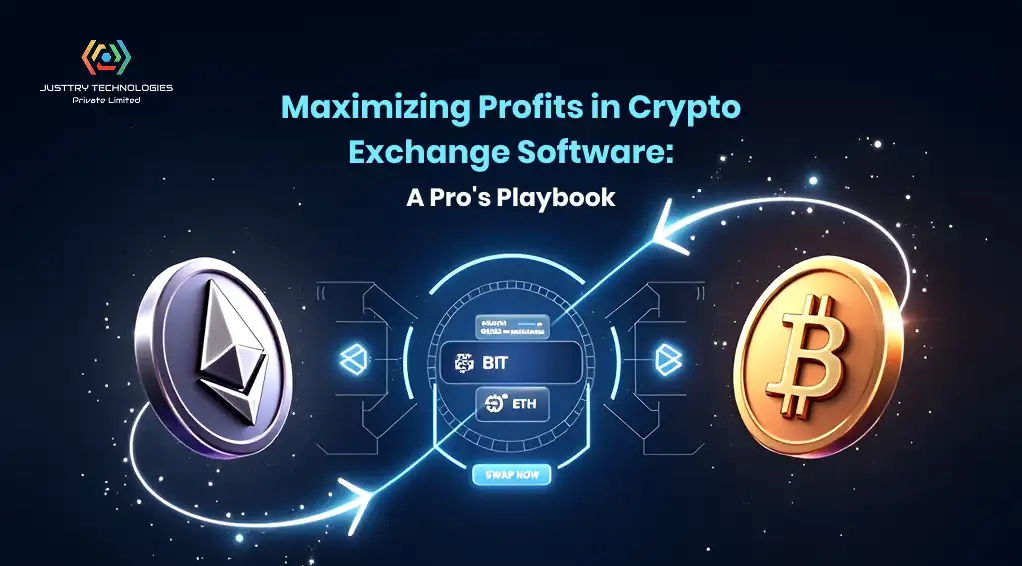 JUSTTRY TECHNOLOGIES
Private Limited
Maximizing Profits in Crypto
Exchange Software:
A Pro's Playbook
BIT
ETH
SWAP NOW